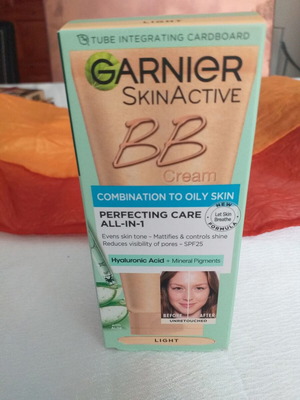 TUBE INTEGRATING CARDBOARD
GARNIER
SKINACTIVE
BB
Cream
COMBINATION TO OILY SKIN
PERFECTING CARE
ALL-IN-1
NEW
Let Skin
Breathe
FORMULA
Evens skin tone - Mattifies & controls shine
Reduces visibility of pores - SPF25
Hyaluronic Acid + Mineral Pigments
BEFORE AFTER
UNRETOUCHED
LIGHT